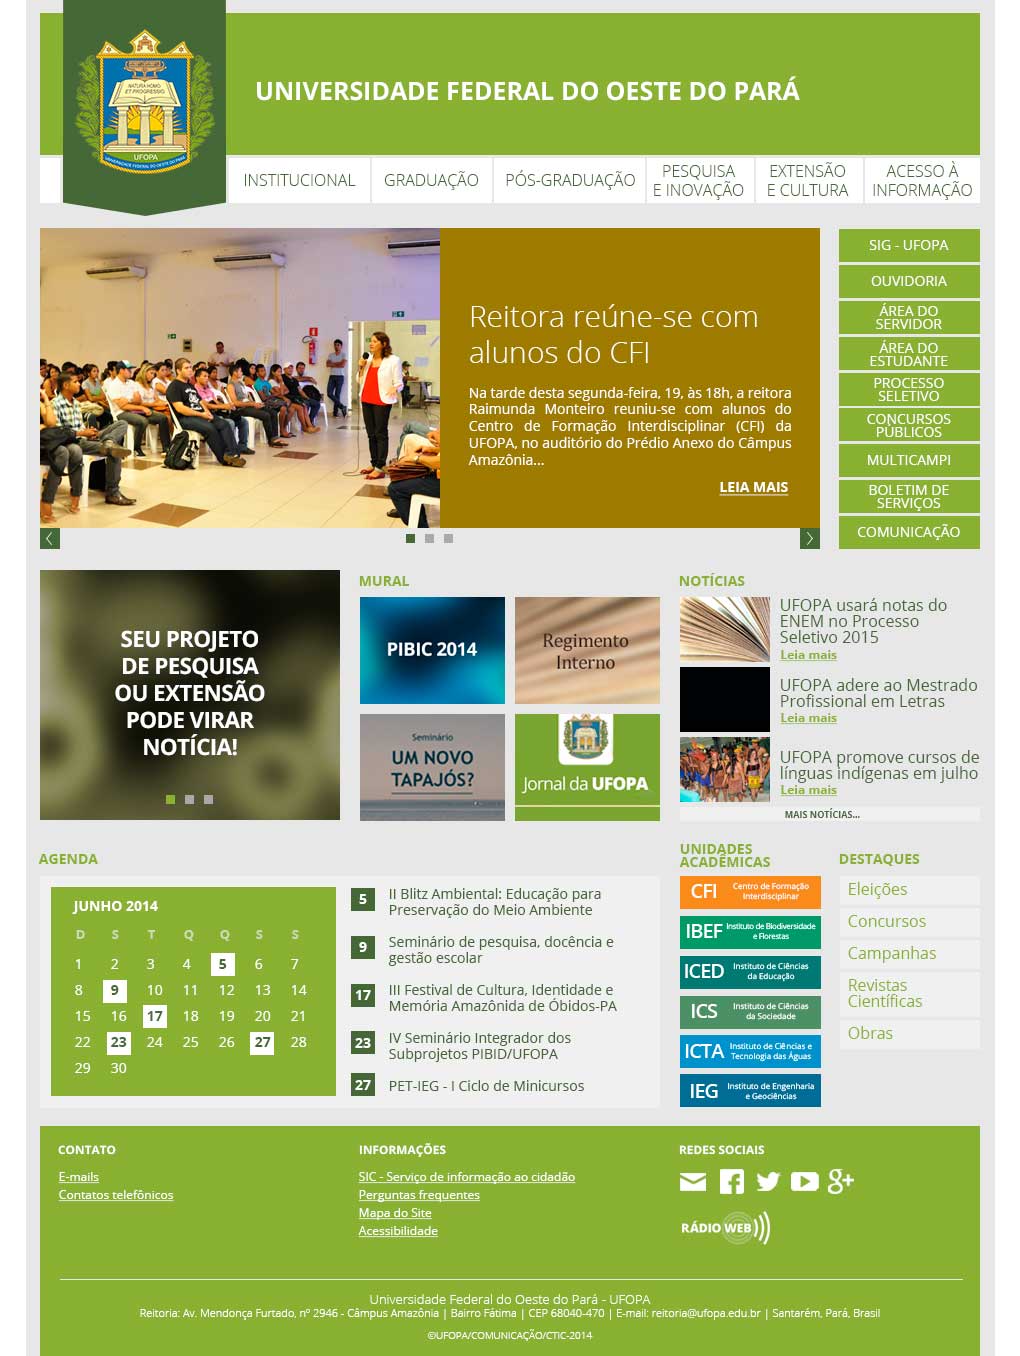 NATURA HOMO
ET PROGRESSIO
UFOPA
UNIVERSIDADE FEDERAL DO OESTE DO PARÁ
UNIVERSIDADE FEDERAL DO OESTE DO PARÁ
INSTITUCIONAL
GRADUAÇÃO
PÓS-GRADUAÇÃO
PESQUISA
E INOVAÇÃO
EXTENSÃO
E CULTURA
ACESSO À
INFORMAÇÃO
Reitora reúne-se com
alunos do CFI
Na tarde desta segunda-feira, 19, às 18h, a reitora
Raimunda Monteiro reuniu-se com alunos do
Centro de Formação Interdisciplinar (CFI) da
UFOPA, no auditório do Prédio Anexo do Câmpus
Amazônia...
LEIA MAIS
SIG - UFOPA
OUVIDORIA
ÁREA DO
SERVIDOR
ÁREA DO
ESTUDANTE
PROCESSO
SELETIVO
CONCURSOS
PÚBLICOS
MULTICAMPI
BOLETIM DE
SERVIÇOS
COMUNICAÇÃO
SEU PROJETO
DE PESQUISA
OU EXTENSÃO
PODE VIRAR
NOTÍCIA!
MURAL
PIBIC 2014
Regimento
Interno
Seminário
UM NOVO
TAPAJÓS?
Jornal da UFOPA
NOTÍCIAS
UFOPA usará notas do
ENEM no Processo
Seletivo 2015
Leia mais
UFOPA adere ao Mestrado
Profissional em Letras
Leia mais
UFOPA promove cursos de
línguas indígenas em julho
Leia mais
MAIS NOTÍCIAS...
AGENDA
JUNHO 2014
D S T Q Q S S
1 2 3 4 5 6 7
8 9 10 11 12 13 14
15 16 17 18 19 20 21
22 23 24 25 26 27 28
29 30
5 II Blitz Ambiental: Educação para
Preservação do Meio Ambiente
9 Seminário de pesquisa, docência e
gestão escolar
17 III Festival de Cultura, Identidade e
Memória Amazônida de Óbidos-PA
23 IV Seminário Integrador dos
Subprojetos PIBID/UFOPA
27 PET-IEG - I Ciclo de Minicursos
UNIDADES
ACADÊMICAS
CFI Centro de Formação
Interdisciplinar
IBEF Instituto de Biodiversidade
e Florestas
ICED Instituto de Ciências
da Educação
ICS Instituto de Ciências
da Sociedade
ICTA Instituto de Ciências e
Tecnologia das Águas
IEG Instituto de Engenharia
e Geociências
DESTAQUES
Eleições
Concursos
Campanhas
Revistas
Científicas
Obras
CONTATO
E-mails
Contatos telefônicos
INFORMAÇÕES
SIC - Serviço de informação ao cidadão
Perguntas frequentes
Mapa do Site
Acessibilidade
REDES SOCIAIS
RÁDIO WEB
Universidade Federal do Oeste do Pará - UFOPA
Reitoria: Av. Mendonça Furtado, nº 2946 - Câmpus Amazônia | Bairro Fátima | CEP 68040-470 | E-mail: reitoria@ufopa.edu.br | Santarém, Pará, Brasil
©UFOPA/COMUNICAÇÃO/CTIC-2014